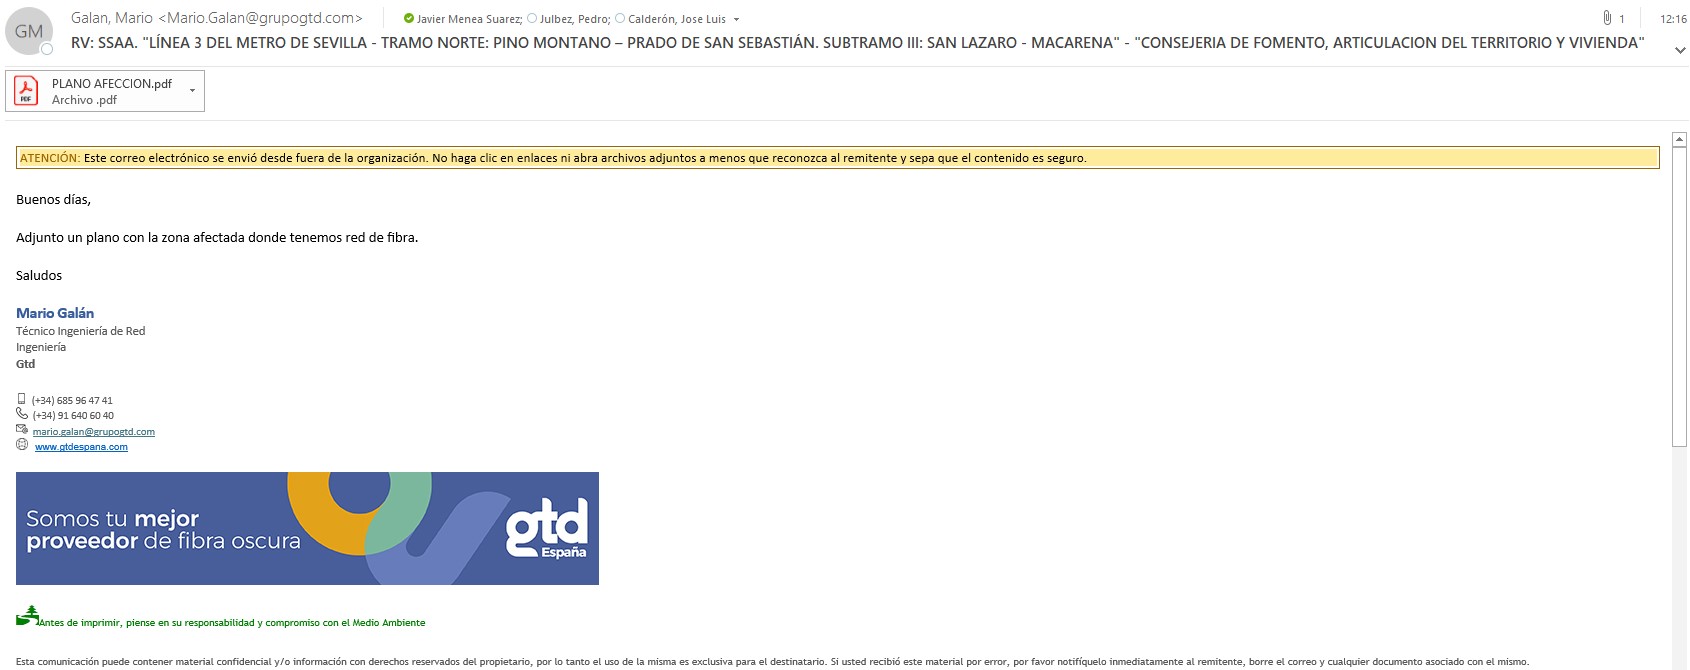 GM
Galan, Mario <Mario.Galan@grupogtd.com>
Javier Menea Suarez; Julbez, Pedro; Calderón, Jose Luis
1
12:16
RV: SSAA. "LÍNEA 3 DEL METRO DE SEVILLA - TRAMO NORTE: PINO MONTANO – PRADO DE SAN SEBASTIÁN. SUBTRAMO III: SAN LAZARO - MACARENA" - "CONSEJERIA DE FOMENTO, ARTICULACION DEL TERRITORIO Y VIVIENDA"
PDF
PLANO AFECCION.pdf
Archivo .pdf
ATENCIÓN: Este correo electrónico se envió desde fuera de la organización. No haga clic en enlaces ni abra archivos adjuntos a menos que reconozca al remitente y sepa que el contenido es seguro.
Buenos días,
Adjunto un plano con la zona afectada donde tenemos red de fibra.
Saludos
Mario Galán
Técnico Ingeniería de Red
Ingeniería
Gtd
(+34) 685 96 47 41
(+34) 91 640 60 40
mario.galan@grupogtd.com
www.gtdespana.com
Somos tu mejor
proveedor de fibra oscura
gtd
España
Antes de imprimir, piense en su responsabilidad y compromiso con el Medio Ambiente
Esta comunicación puede contener material confidencial y/o información con derechos reservados del propietario, por lo tanto el uso de la misma es exclusiva para el destinatario. Si usted recibió este material por error, por favor notifíquelo inmediatamente al remitente, borre el correo y cualquier documento asociado con el mismo.